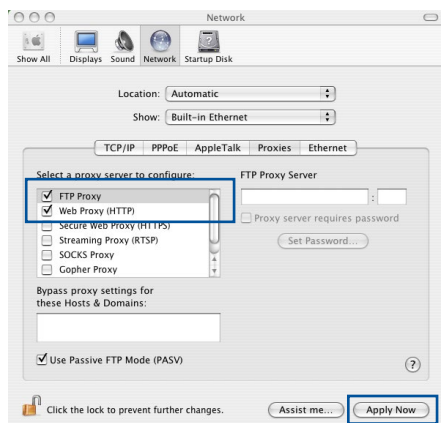 Network
Show All Displays Sound Network Startup Disk
Location: Automatic
Show: Built-in Ethernet
TCP/IP PPPoE AppleTalk Proxies Ethernet
Select a proxy server to configure:
FTP Proxy
Web Proxy (HTTP)
Secure Web Proxy (HTTPS)
Streaming Proxy (RTSP)
SOCKS Proxy
Gopher Proxy
FTP Proxy Server
:
Proxy server requires password
Set Password...
Bypass proxy settings for
these Hosts & Domains:
Use Passive FTP Mode (PASV)
?
Click the lock to prevent further changes.
Assist me... Apply Now